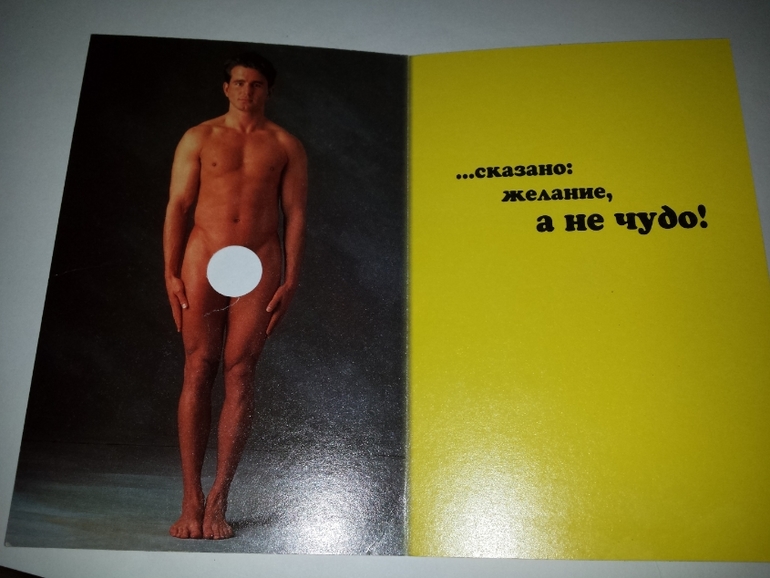 ...сказано:
желание,
а не чудо!